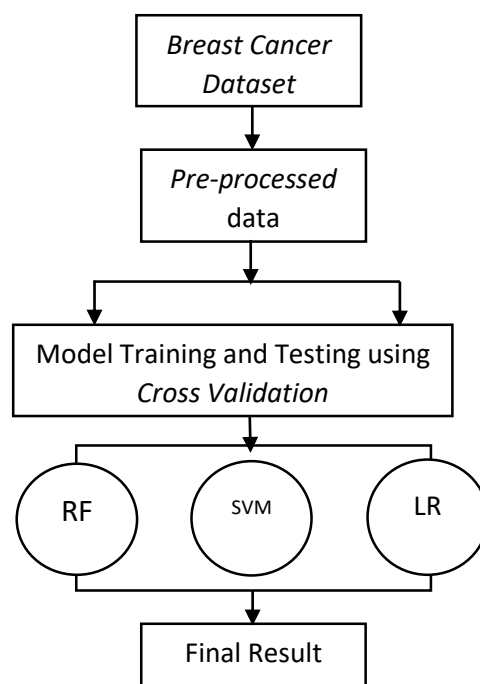 Breast Cancer
Dataset
Pre-processed
data
Model Training and Testing using
Cross Validation
RF
SVM
LR
Final Result